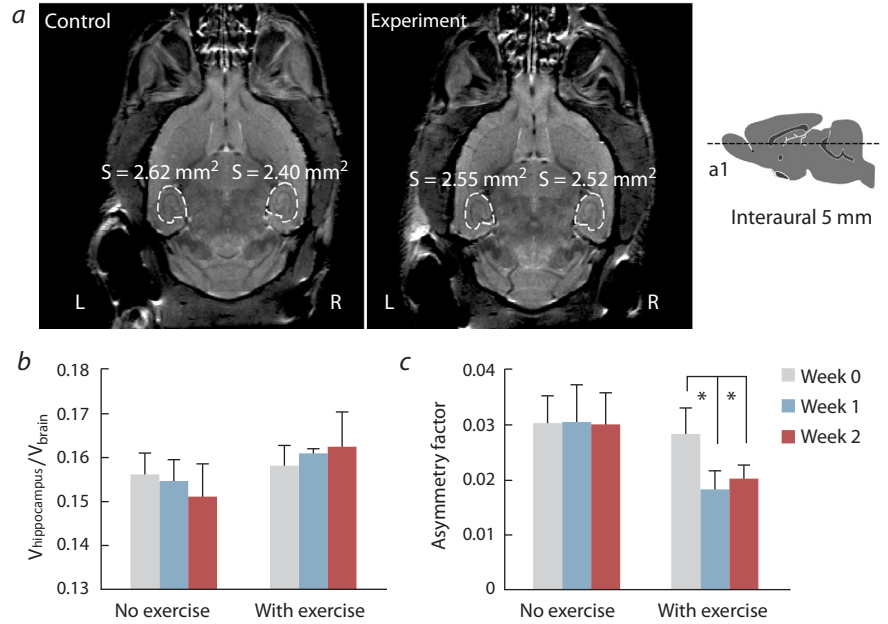 a
Control
Experiment
S = 2.62 mm²
S = 2.40 mm²
S = 2.55 mm²
S = 2.52 mm²
L
R
L
R
a1
Interaural 5 mm
b
0.18
0.17
0.16
0.15
0.14
0.13
Vhippocampus/Vbrain
No exercise
With exercise
c
0.04
0.03
0.02
0.01
0
Asymmetry factor
* *
No exercise
With exercise
Week 0
Week 1
Week 2